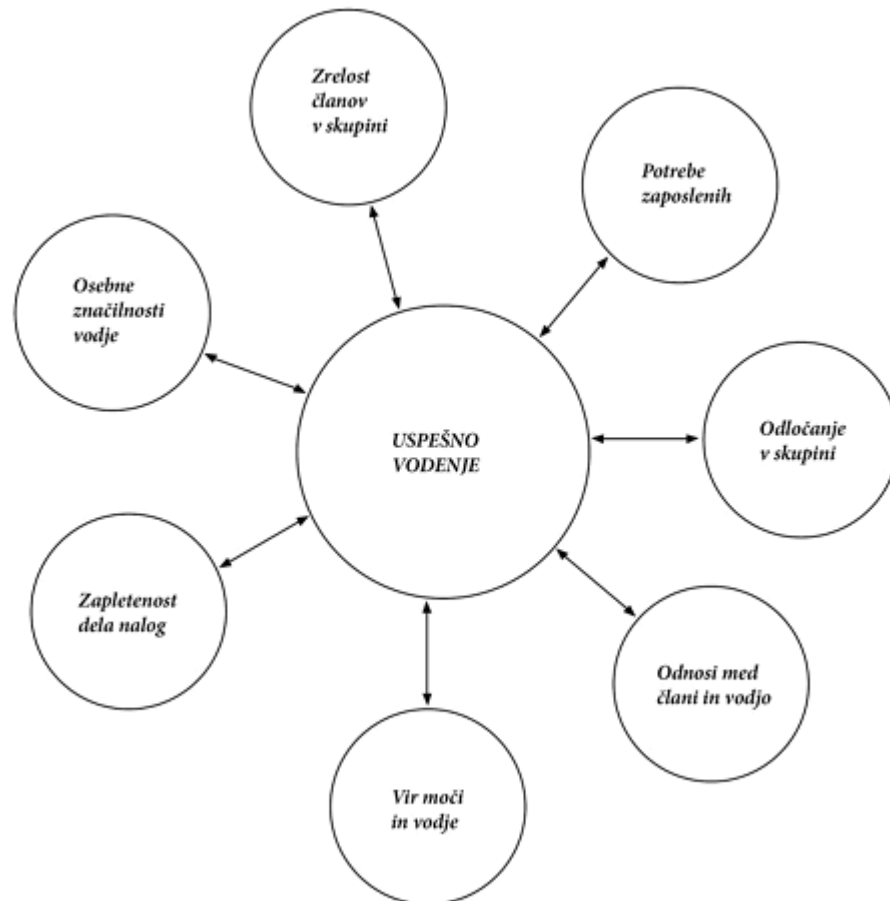 Zrelost
članov
v skupini
Potrebe
zaposlenih
Osebne
značilnosti
vodje
USPEŠNO
VODENJE
Odločanje
v skupini
Zapletenost
dela nalog
Odnosi med
člani in vodjo
Vir moči
in vodje